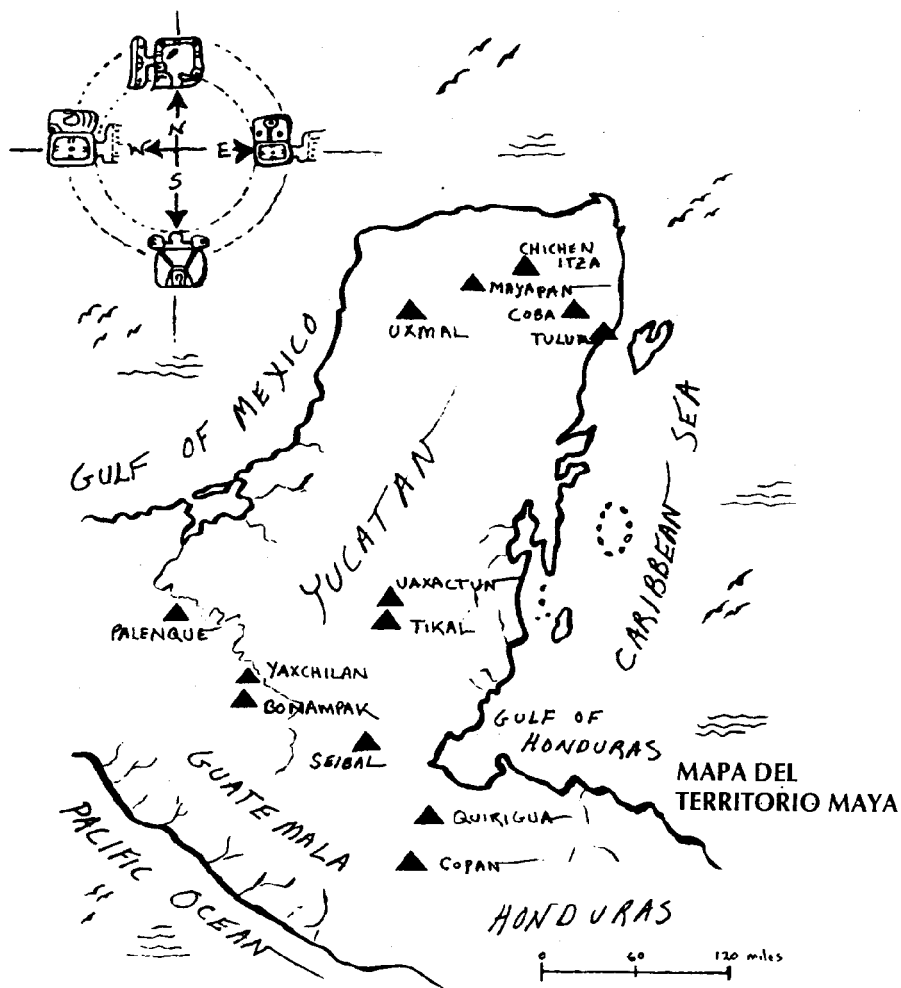 N
W E
S
CHICHEN
ITZA
MAYAPAN
UXMAL
COBA
TULUM
GULF OF MEXICO
YUCATAN
CARIBBEAN SEA
UAXACTUN
TIKAL
PALENQUE
YAXCHILAN
BONAMPAK
SEIBAL
GULF OF
HONDURAS
MAPA DEL
TERRITORIO MAYA
GUATEMALA
QUIRIGUA
COPAN
PACIFIC OCEAN
HONDURAS
0 60 120 miles